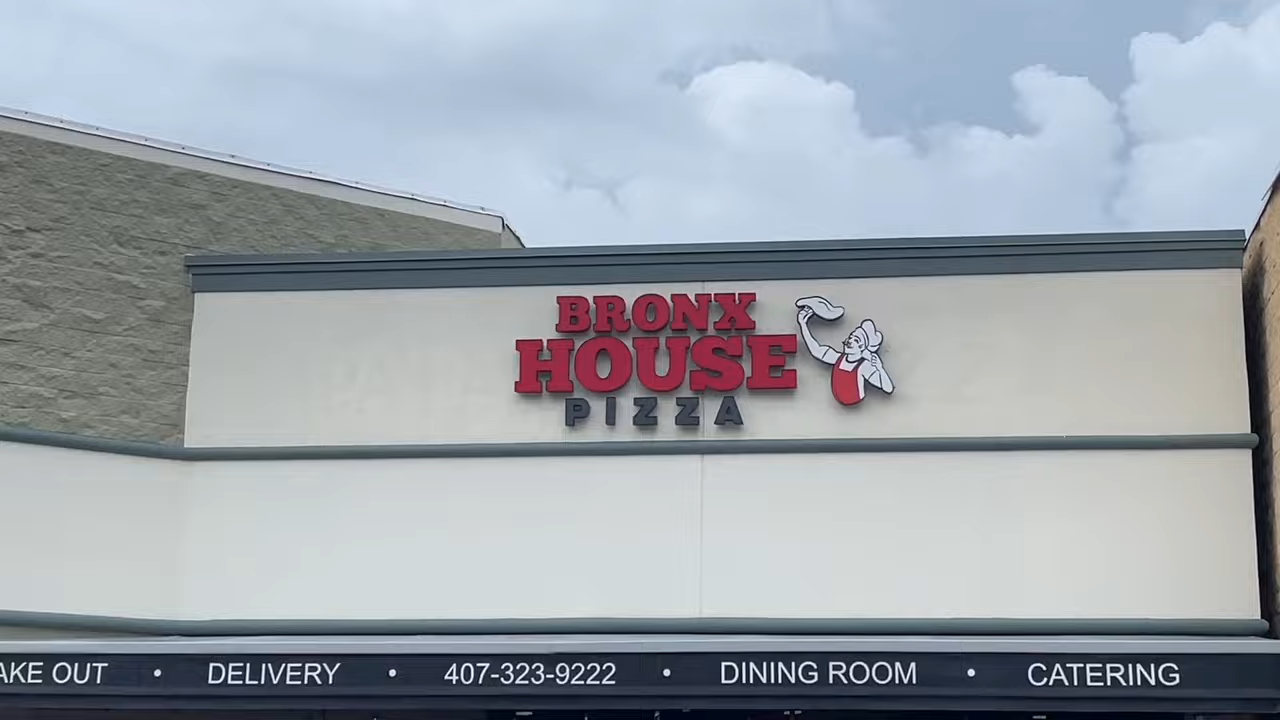 BRONX
HOUSE
PIZZA
AKE OUT • DELIVERY • 407-323-9222 • DINING ROOM • CATERING